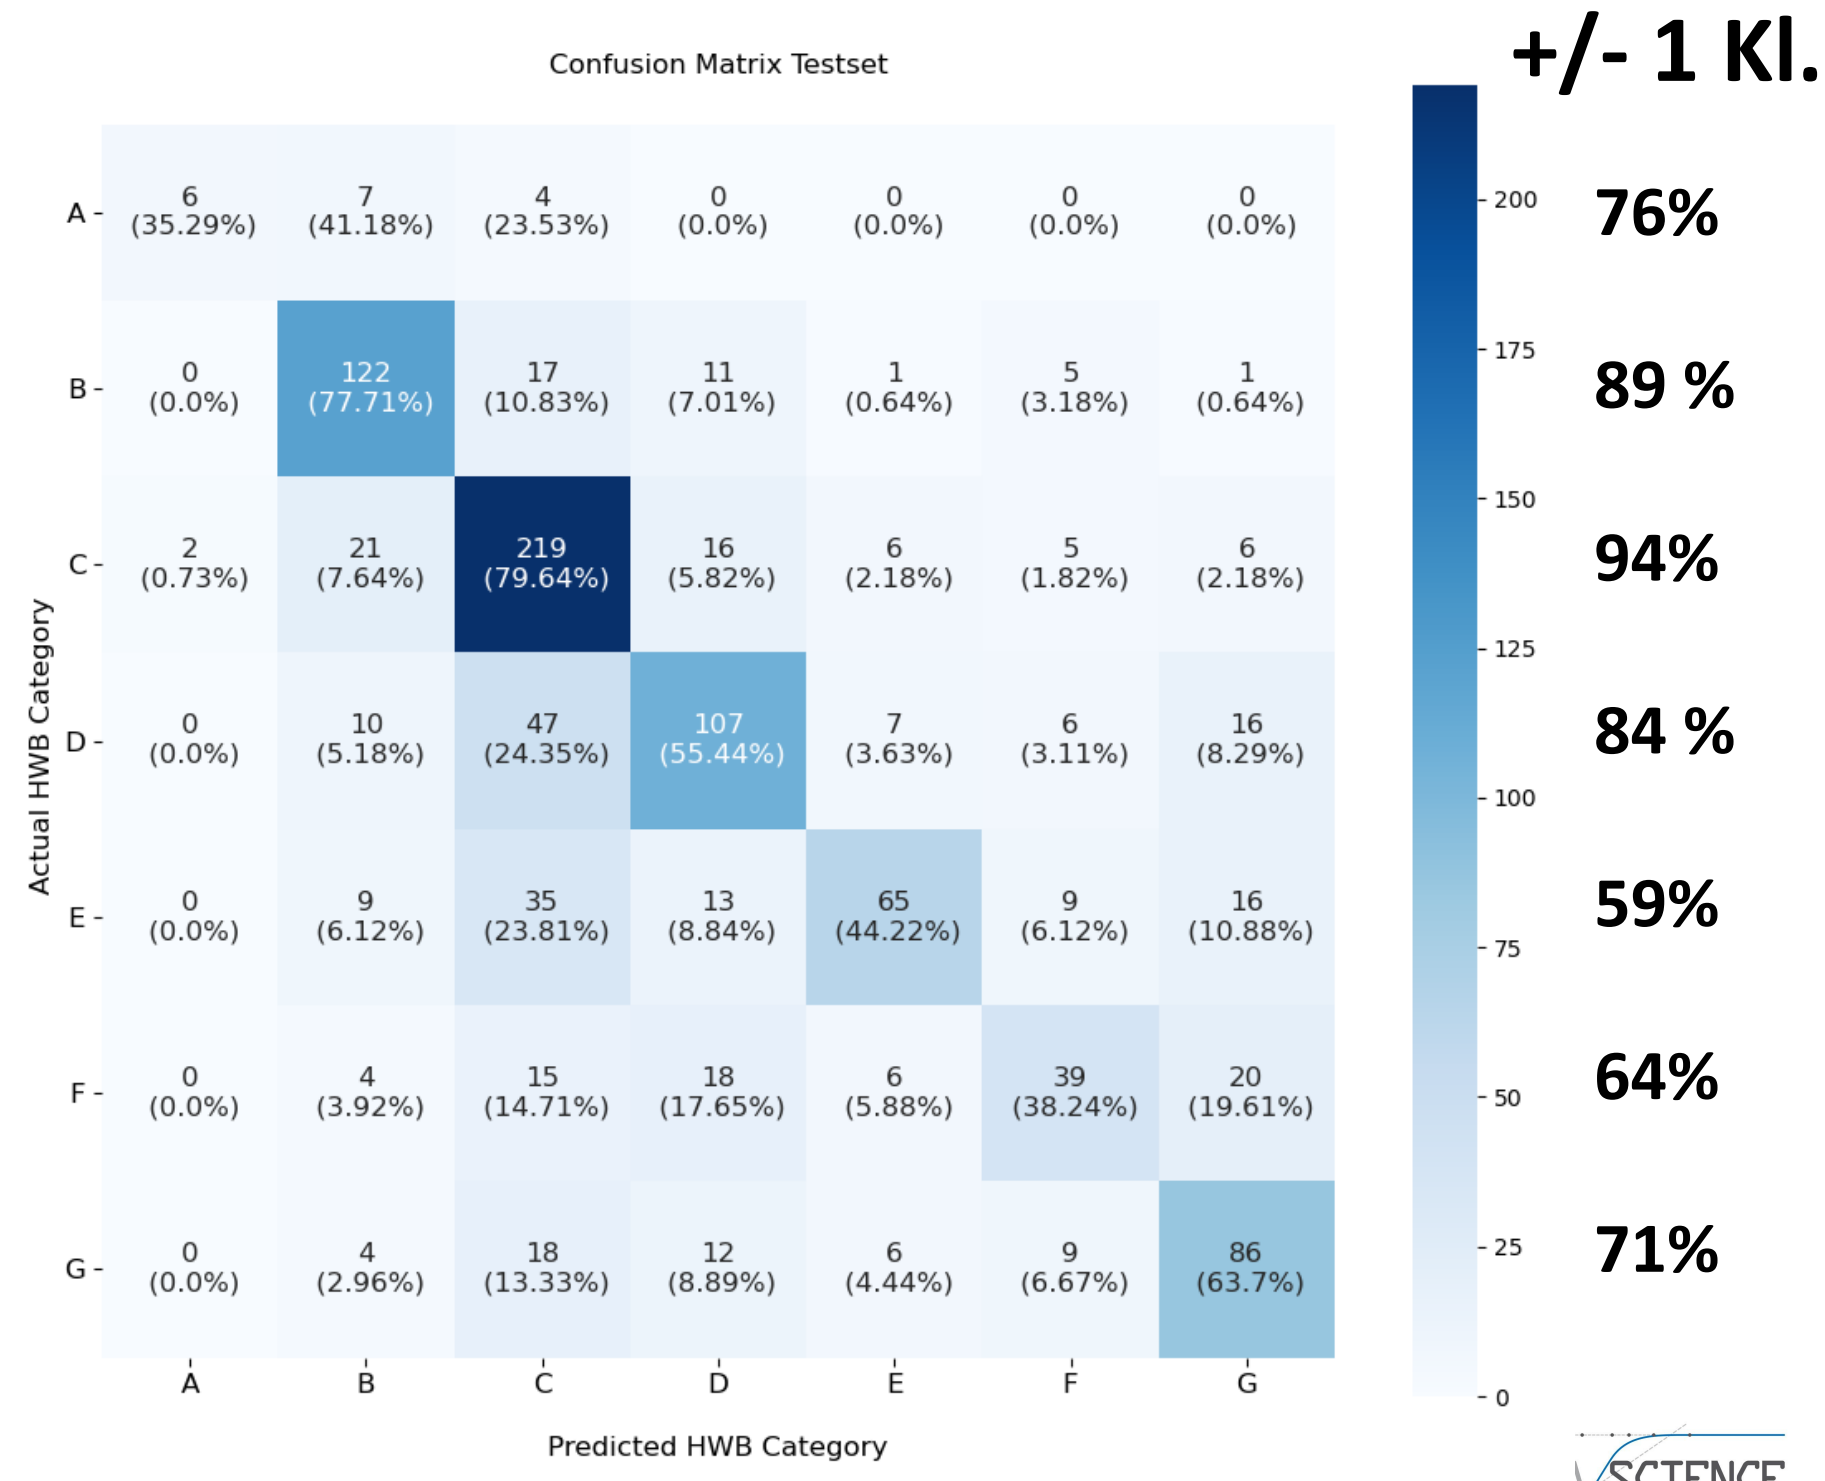 +/- 1 Kl.
Confusion Matrix Testset
Actual HWB Category
A
6 7 4 0 0 0 0
(35.29%) (41.18%) (23.53%) (0.0%) (0.0%) (0.0%) (0.0%)
76%
B
0 122 17 11 1 5 1
(0.0%) (77.71%) (10.83%) (7.01%) (0.64%) (3.18%) (0.64%)
89 %
C
2 21 219 16 6 5 6
(0.73%) (7.64%) (79.64%) (5.82%) (2.18%) (1.82%) (2.18%)
94%
D
0 10 47 107 7 6 16
(0.0%) (5.18%) (24.35%) (55.44%) (3.63%) (3.11%) (8.29%)
84 %
E
0 9 35 13 65 9 16
(0.0%) (6.12%) (23.81%) (8.84%) (44.22%) (6.12%) (10.88%)
59%
F
0 4 15 18 6 39 20
(0.0%) (3.92%) (14.71%) (17.65%) (5.88%) (38.24%) (19.61%)
64%
G
0 4 18 12 6 9 86
(0.0%) (2.96%) (13.33%) (8.89%) (4.44%) (6.67%) (63.7%)
71%
A B C D E F G
Predicted HWB Category
200
175
150
125
100
75
50
25
0
SCIENCE